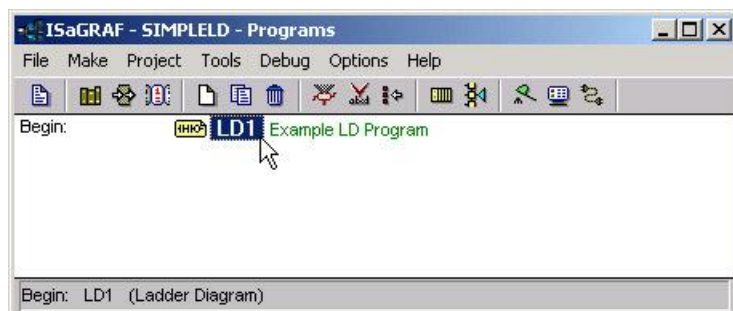 ISaGRAF - SIMPLELD - Programs
File Make Project Tools Debug Options Help
Begin: LD1 Example LD Program
Begin: LD1 (Ladder Diagram)